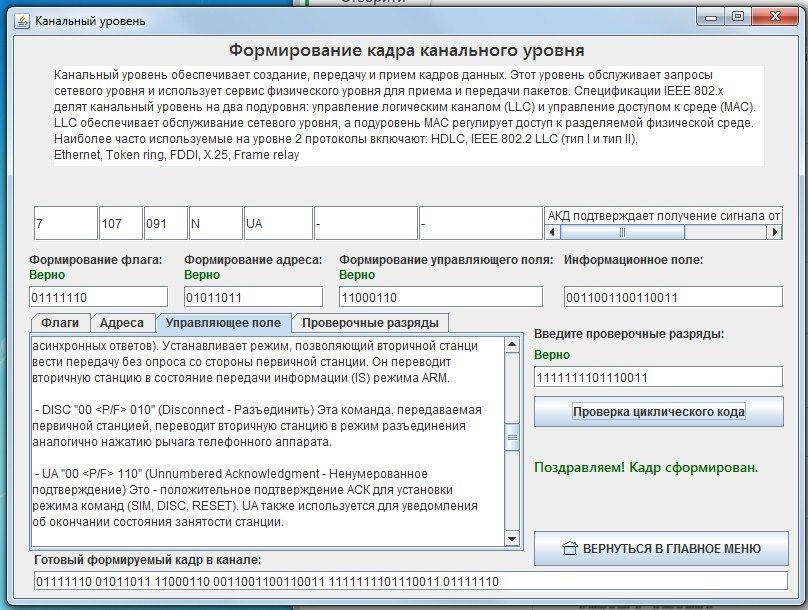 Канальный уровень
Формирование кадра канального уровня
Канальный уровень обеспечивает создание, передачу и прием кадров данных. Этот уровень обслуживает запросы
сетевого уровня и использует сервис физического уровня для приема и передачи пакетов. Спецификации IEEE 802.x
делят канальный уровень на два подуровня: управление логическим каналом (LLC) и управление доступом к среде (MAC).
LLC обеспечивает обслуживание сетевого уровня, а подуровень MAC регулирует доступ к разделяемой физической среде.
Наиболее часто используемые на уровне 2 протоколы включают: HDLC, IEEE 802.2 LLC (тип I и тип II),
Ethernet, Token ring, FDDI, X.25, Frame relay
7 107 091 N UA - - АКД подтверждает получение сигнала от
Формирование флага: Формирование адреса: Формирование управляющего поля: Информационное поле:
Верно Верно Верно
01111110 01011011 11000110 0011001100110011
Флаги Адреса Управляющее поле Проверочные разряды
асинхронных ответов). Устанавливает режим, позволяющий вторичной станци
вести передачу без опроса со стороны первичной станции. Он переводит
вторичную станцию в состояние передачи информации (IS) режима ARM.
- DISC "00 <P/F> 010" (Disconnect - Разъединить) Эта команда, передаваемая
первичной станцией, переводит вторичную станцию в режим разъединения
аналогично нажатию рычага телефонного аппарата.
- UA "00 <P/F> 110" (Unnumbered Acknowledgment - Ненумерованное
подтверждение) Это - положительное подтверждение АСК для установки
режима команд (SIM, DISC, RESET). UA также используется для уведомления
об окончании состояния занятости станции.
Введите проверочные разряды:
Верно
1111111101110011
Проверка циклического кода
Поздравляем! Кадр сформирован.
ВЕРНУТЬСЯ В ГЛАВНОЕ МЕНЮ
Готовый формируемый кадр в канале:
01111110 01011011 11000110 0011001100110011 1111111101110011 01111110